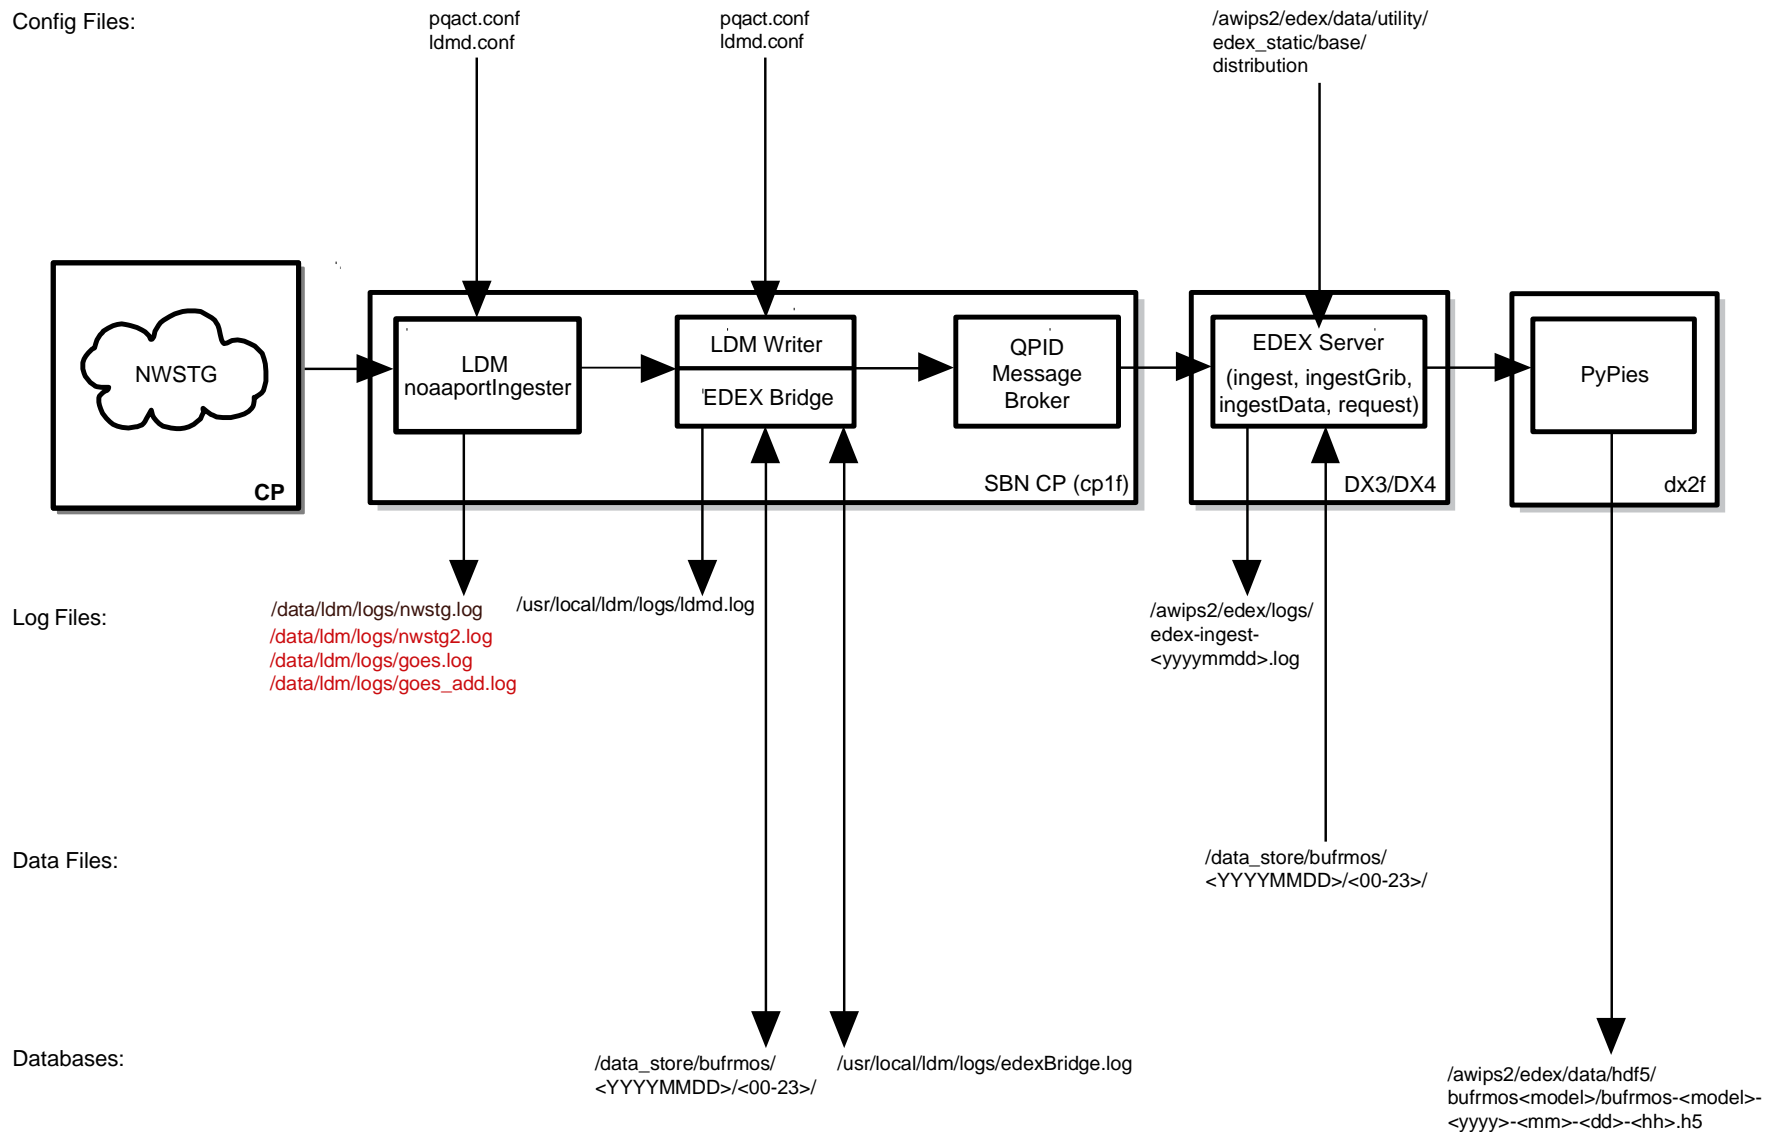 Config Files:
pqact.conf
ldmd.conf
pqact.conf
ldmd.conf
/awips2/edex/data/utility/
edex_static/base/
distribution
NWSTG
CP
LDM
noaaportIngester
LDM Writer
EDEX Bridge
QPID
Message
Broker
SBN CP (cp1f)
EDEX Server
(ingest, ingestGrib,
ingestData, request)
DX3/DX4
PyPies
dx2f
Log Files:
/data/ldm/logs/nwstg.log
/data/ldm/logs/nwstg2.log
/data/ldm/logs/goes.log
/data/ldm/logs/goes_add.log
/usr/local/ldm/logs/ldmd.log
/awips2/edex/logs/
edex-ingest-
<yyyymmdd>.log
Data Files:
/data_store/bufrmos/
<YYYYMMDD>/<00-23>/
Databases:
/data_store/bufrmos/
<YYYYMMDD>/<00-23>/
/usr/local/ldm/logs/edexBridge.log
/awips2/edex/data/hdf5/
bufrmos<model>/bufrmos-<model>-
<yyyy>-<mm>-<dd>-<hh>.h5